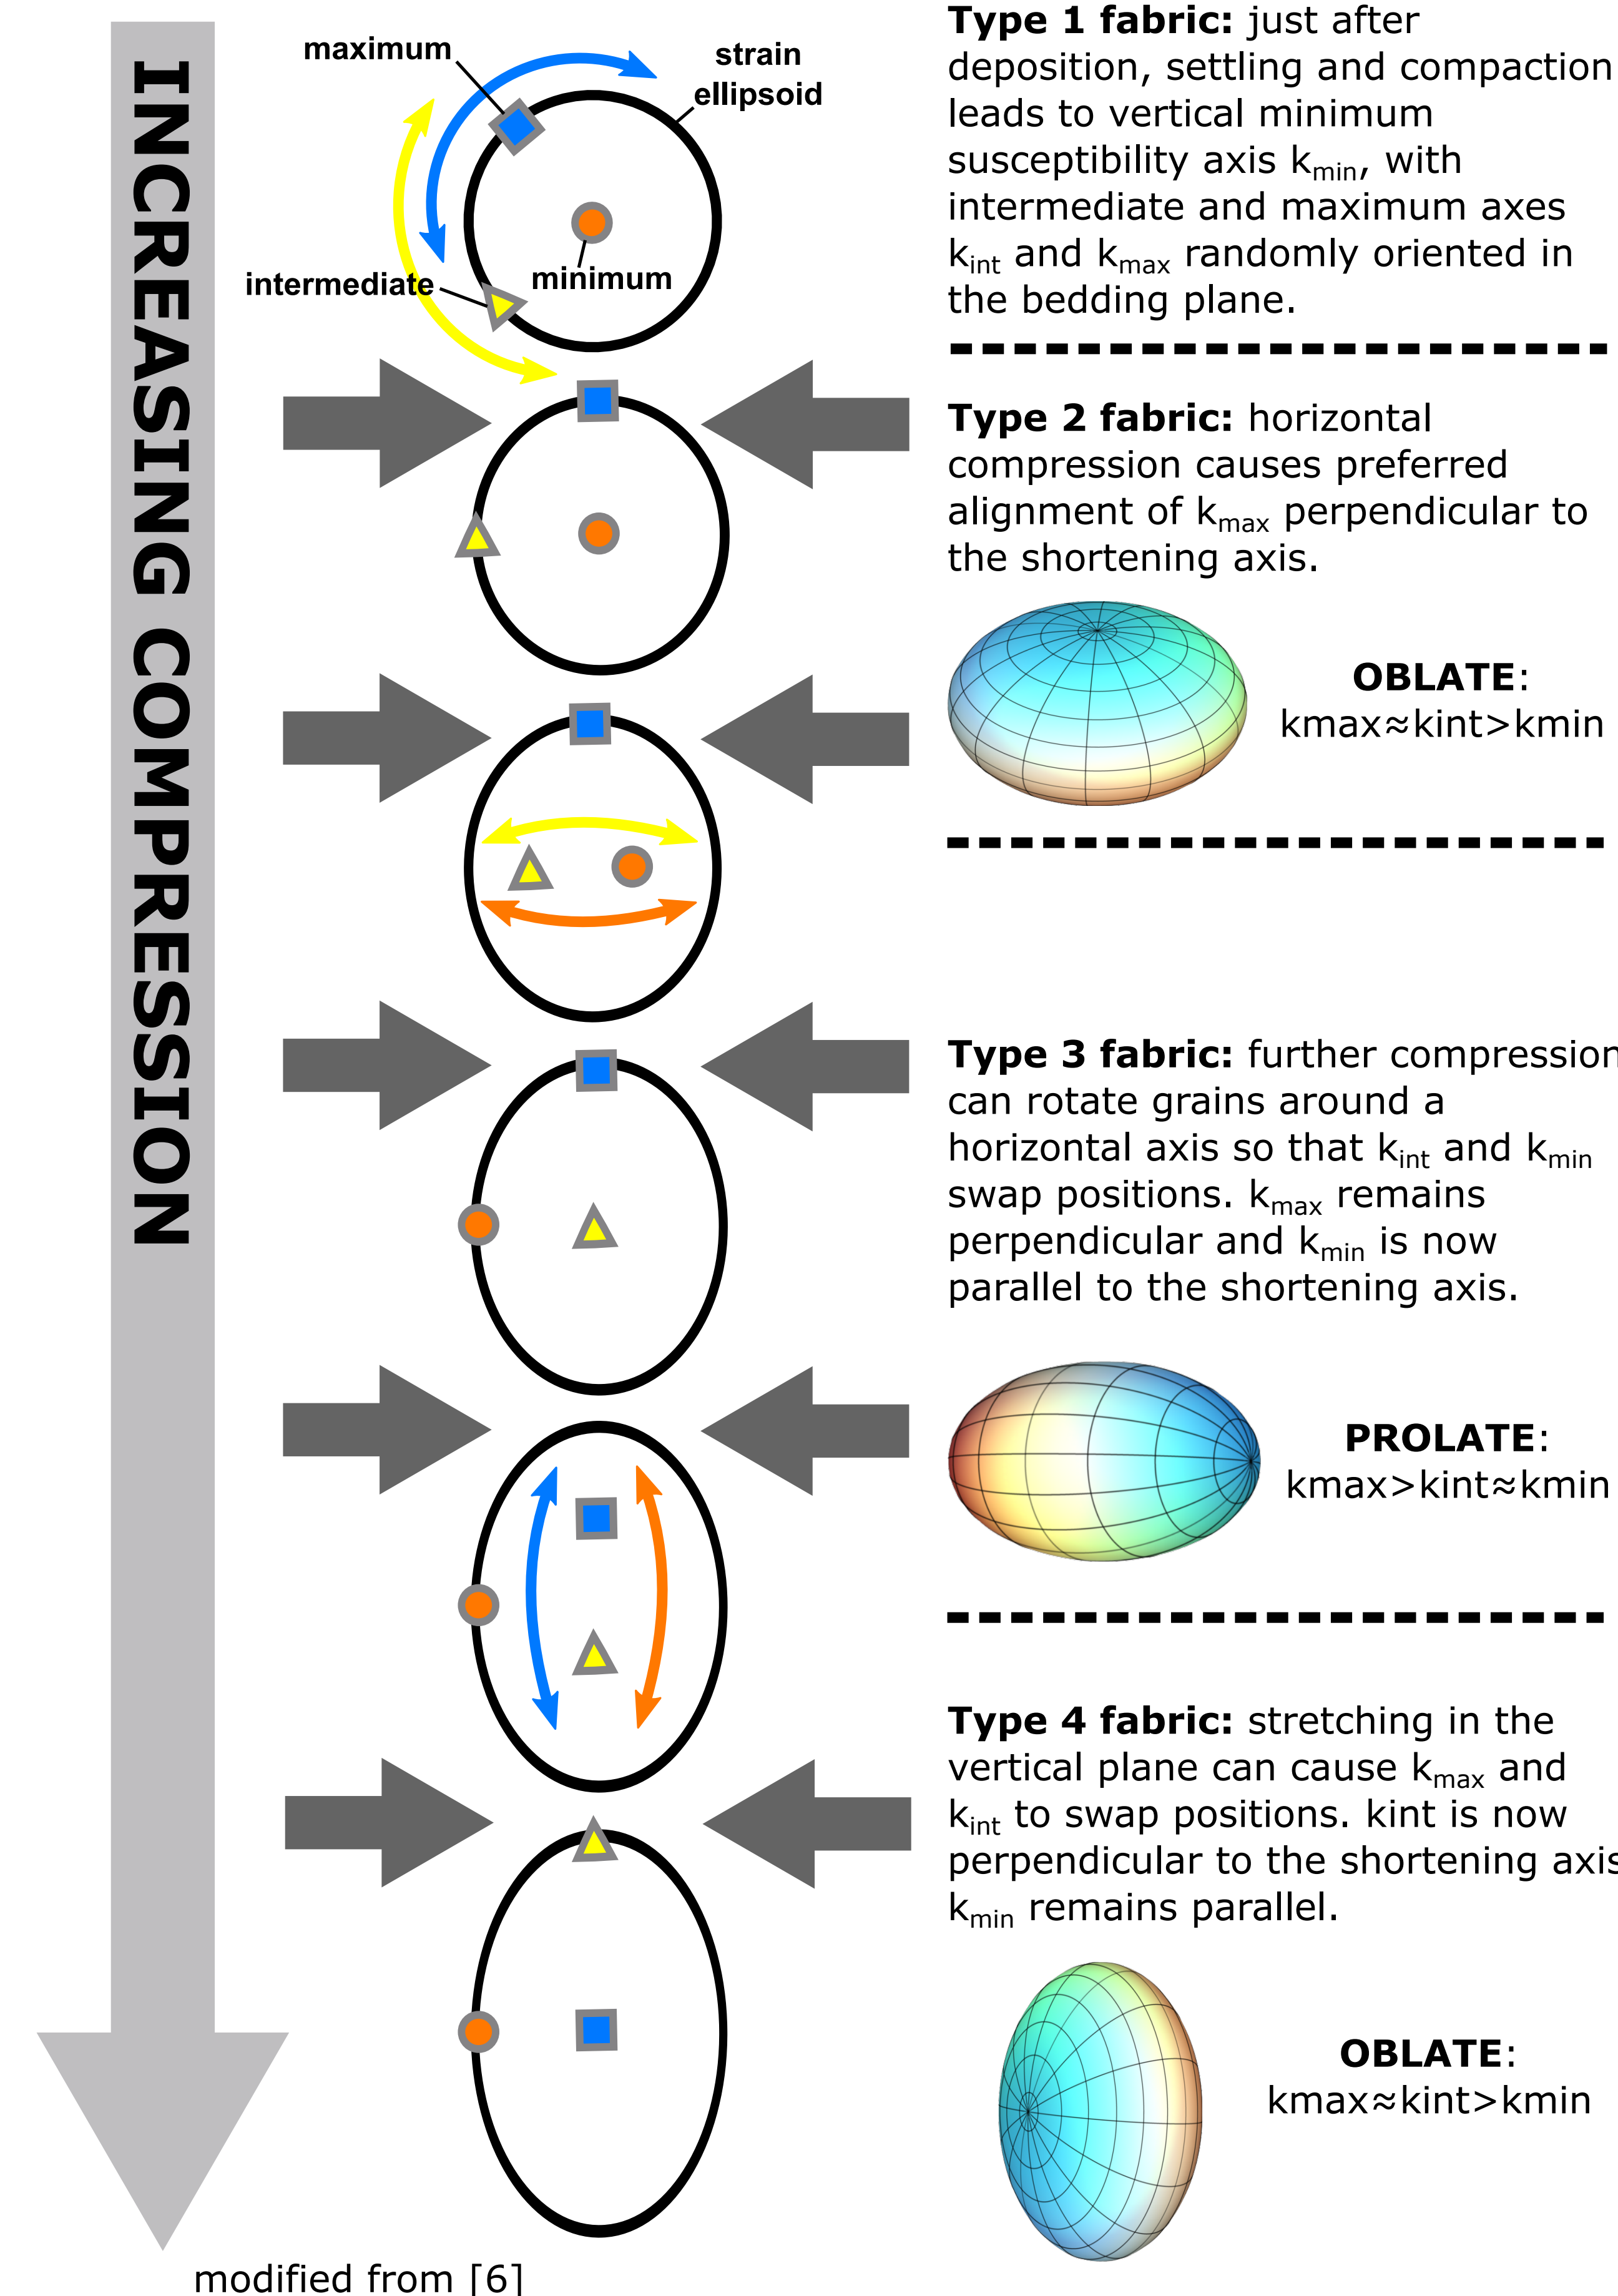 INCREASING COMPRESSION
maximum
strain
ellipsoid
intermediate
minimum
Type 1 fabric: just after
deposition, settling and compaction
leads to vertical minimum
susceptibility axis kmin, with
intermediate and maximum axes
kint and kmax randomly oriented in
the bedding plane.
Type 2 fabric: horizontal
compression causes preferred
alignment of kmax perpendicular to
the shortening axis.
OBLATE:
kmax≈kint>kmin
Type 3 fabric: further compression
can rotate grains around a
horizontal axis so that kint and kmin
swap positions. kmax remains
perpendicular and kmin is now
parallel to the shortening axis.
PROLATE:
kmax>kint≈kmin
Type 4 fabric: stretching in the
vertical plane can cause kmax and
kint to swap positions. kint is now
perpendicular to the shortening axis
kmin remains parallel.
OBLATE:
kmax≈kint>kmin
modified from [6]